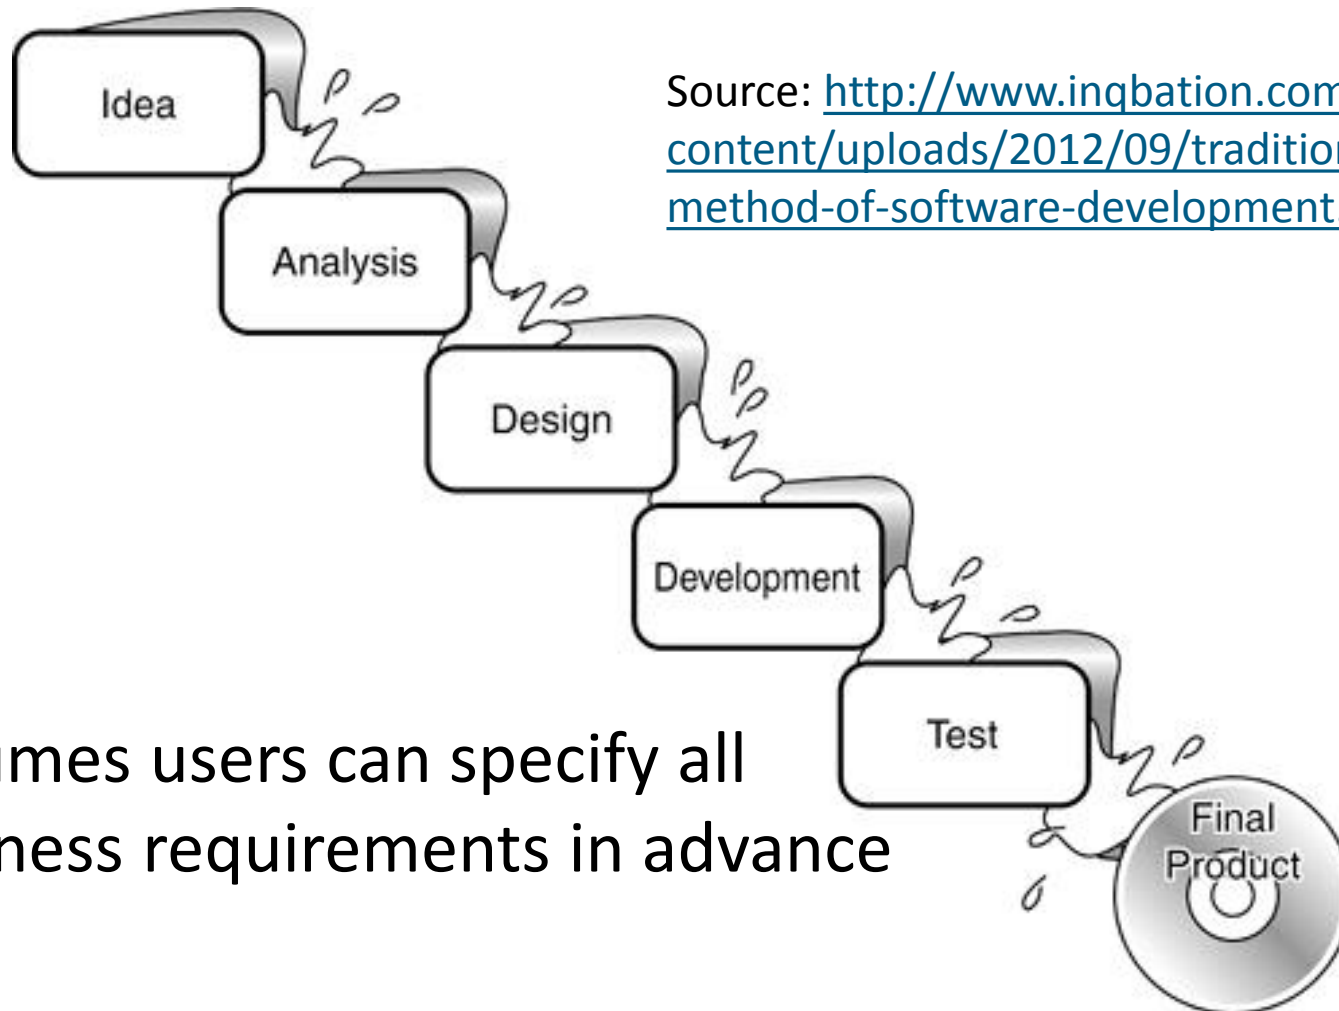 Idea
Source: http://www.inqbation.com
content/uploads/2012/09/tradition
method-of-software-development
Analysis
Design
Development
Test
umes users can specify all
ness requirements in advance
Final
Product